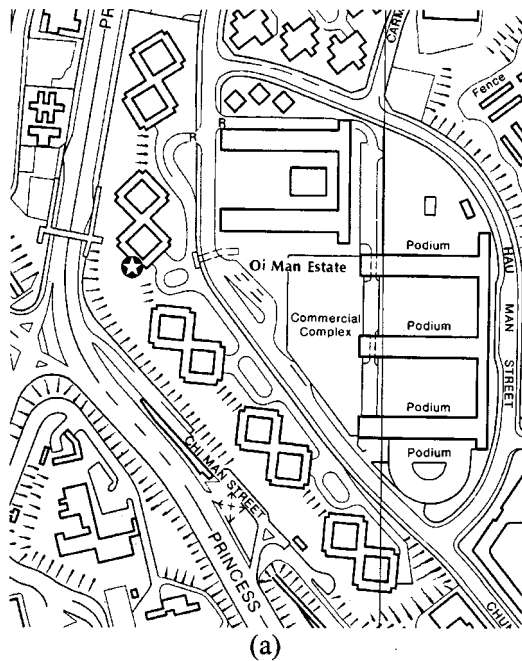 PR
CARM
Fence
R
R
Oi Man Estate
Podium
HAU MAN STREET
Commercial
Complex
Podium
Podium
Podium
CHI MAN STREET
PRINCESS
CHU
(a)